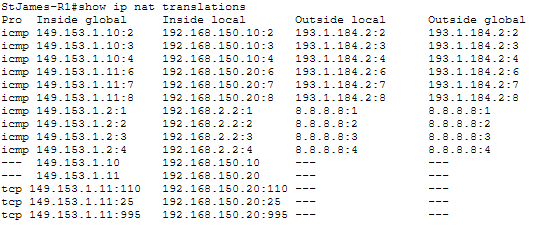 StJames-R1#show ip nat translations
Pro  Inside global     Inside local       Outside local      Outside global
icmp 149.153.1.10:2    192.168.150.10:2   193.1.184.2:2      193.1.184.2:2
icmp 149.153.1.10:3    192.168.150.10:3   193.1.184.2:3      193.1.184.2:3
icmp 149.153.1.10:4    192.168.150.10:4   193.1.184.2:4      193.1.184.2:4
icmp 149.153.1.11:6    192.168.150.20:6   193.1.184.2:6      193.1.184.2:6
icmp 149.153.1.11:7    192.168.150.20:7   193.1.184.2:7      193.1.184.2:7
icmp 149.153.1.11:8    192.168.150.20:8   193.1.184.2:8      193.1.184.2:8
icmp 149.153.1.2:1     192.168.2.2:1      8.8.8.8:1          8.8.8.8:1
icmp 149.153.1.2:2     192.168.2.2:2      8.8.8.8:2          8.8.8.8:2
icmp 149.153.1.2:3     192.168.2.2:3      8.8.8.8:3          8.8.8.8:3
icmp 149.153.1.2:4     192.168.2.2:4      8.8.8.8:4          8.8.8.8:4
---  149.153.1.10      192.168.150.10     ---                ---
---  149.153.1.11      192.168.150.20     ---                ---
tcp 149.153.1.11:110   192.168.150.20:110 ---                ---
tcp 149.153.1.11:25    192.168.150.20:25  ---                ---
tcp 149.153.1.11:995   192.168.150.20:995 ---                ---